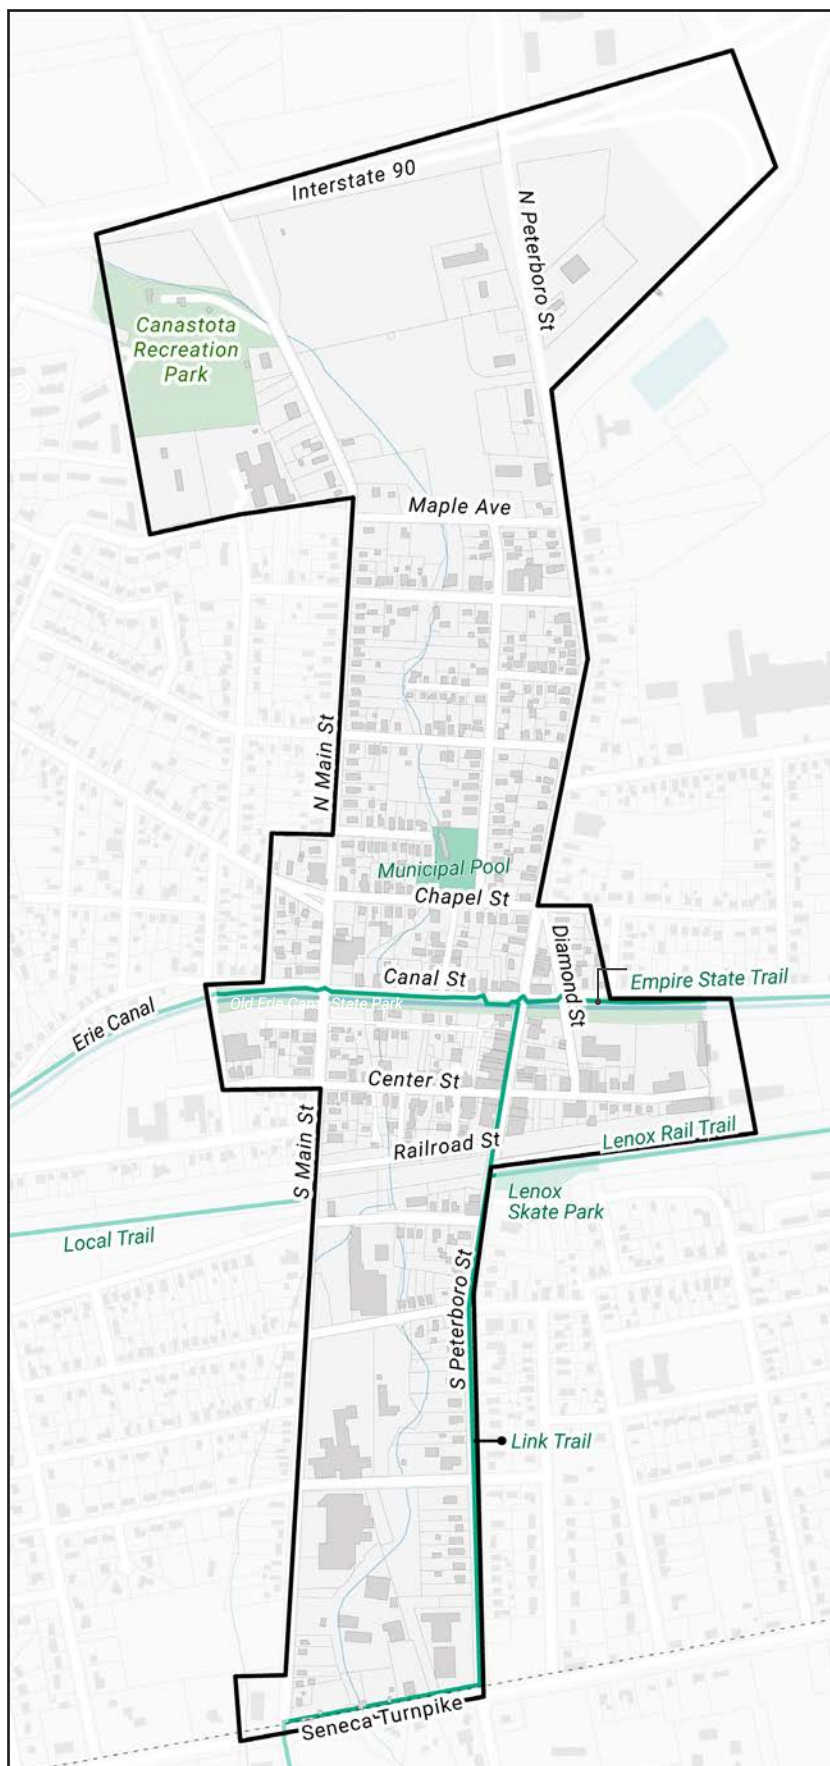 Interstate 90
N Peterboro St
Canastota
Recreation
Park
Maple Ave
N Main St
Municipal Pool
Chapel St
Diamond St
Canal St
Empire State Trail
Old Erie Canal State Park
Erie Canal
Center St
S Main St
Railroad St
Lenox Rail Trail
Lenox
Skate Park
Local Trail
S Peterboro St
Link Trail
Seneca Turnpike